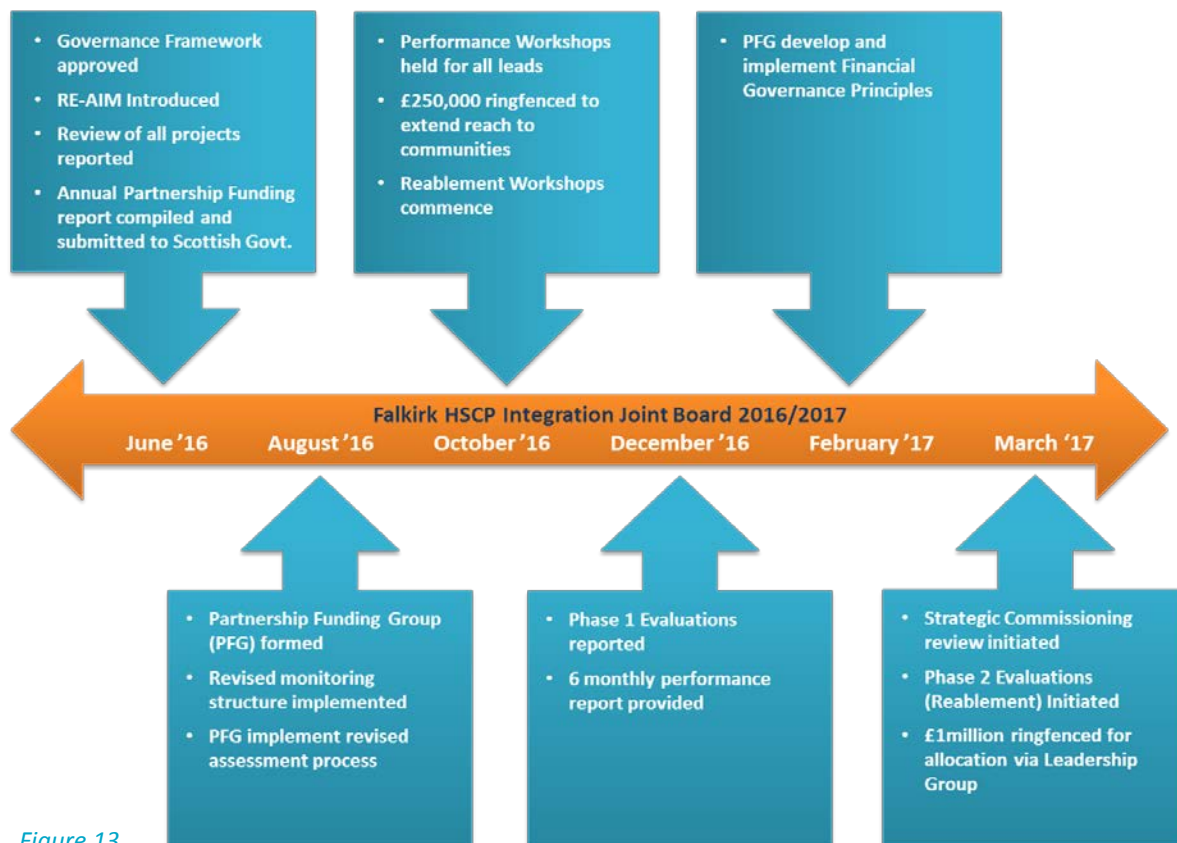 • Governance Framework
approved
• RE-AIM Introduced
• Review of all projects
reported
• Annual Partnership Funding
report compiled and
submitted to Scottish Govt.
• Performance Workshops
held for all leads
• £250,000 ringfenced to
extend reach to
communities
• Reablement Workshops
commence
• PFG develop and
implement Financial
Governance Principles
Falkirk HSCP Integration Joint Board 2016/2017
June '16 August '16 October '16 December '16 February '17 March '17
• Partnership Funding Group
(PFG) formed
• Revised monitoring
structure implemented
• PFG implement revised
assessment process
• Phase 1 Evaluations
reported
• 6 monthly performance
report provided
• Strategic Commissioning
review initiated
• Phase 2 Evaluations
(Reablement) Initiated
• £1million ringfenced for
allocation via Leadership
Group
Figure 13